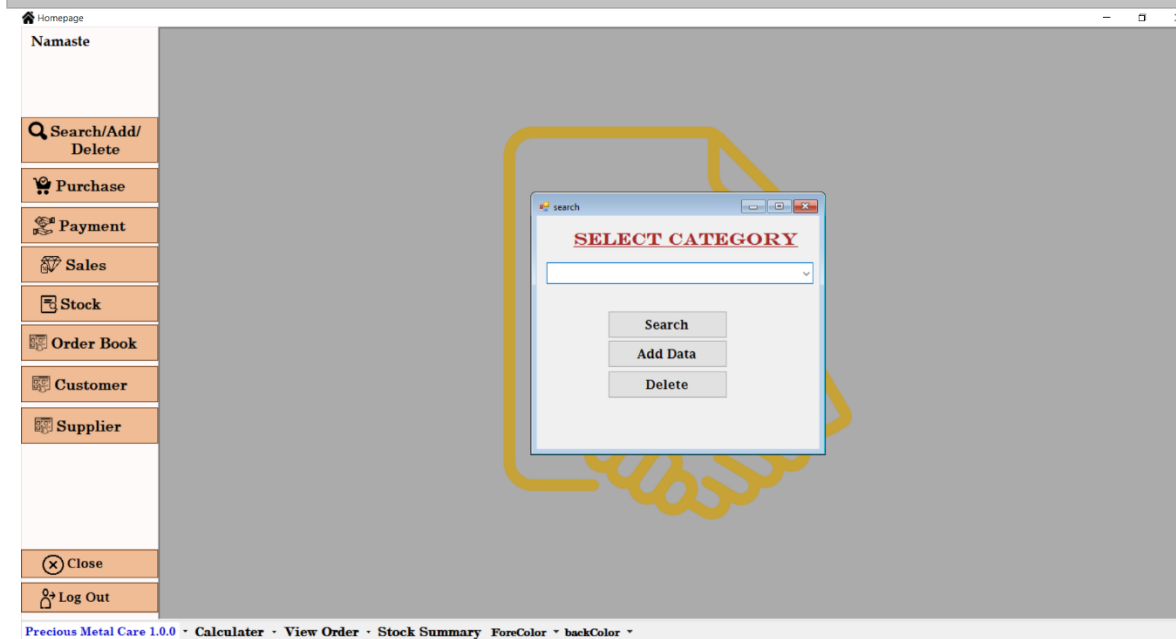 Homepage
Namaste
Search/Add/
Delete
Purchase
Payment
Sales
Stock
Order Book
Customer
Supplier
Close
Log Out
search
SELECT CATEGORY
Search
Add Data
Delete
Precious Metal Care 1.0.0 Calculater View Order Stock Summary ForeColor backColor